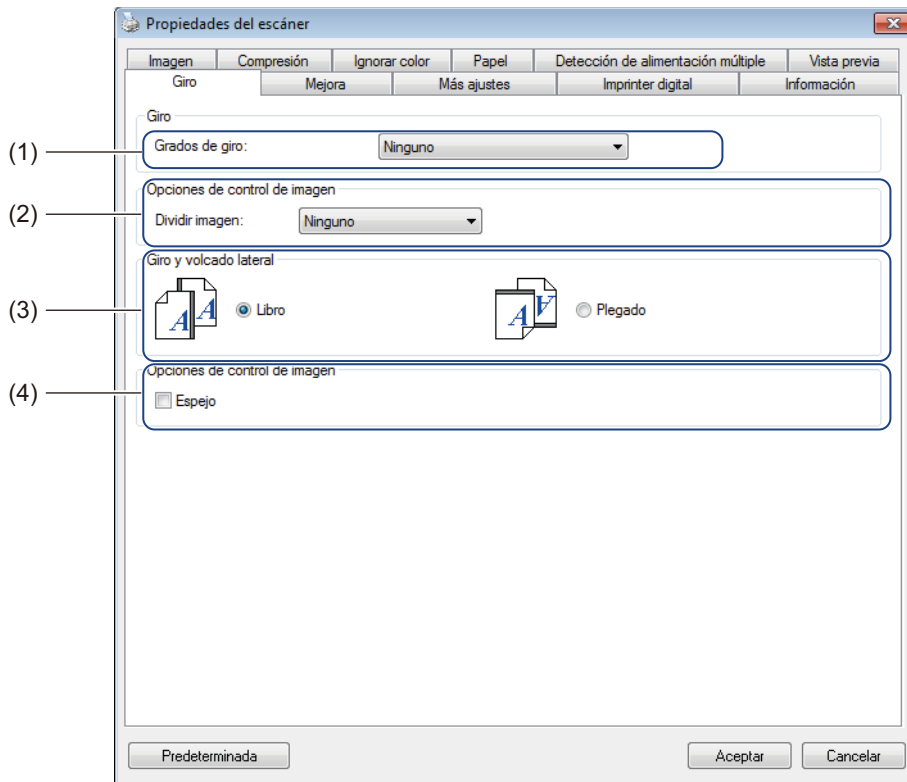 Propiedades del escáner
Imagen Compresión Ignorar color Papel Detección de alimentación múltiple Vista previa
Giro Mejora Más ajustes Imprinter digital Información
Giro
(1) Grados de giro: Ninguno
Opciones de control de imagen
(2) Dividir imagen: Ninguno
Giro y volcado lateral
(3) A A Libro A A Plegado
Opciones de control de imagen
(4) Espejo
Predeterminada Aceptar Cancelar